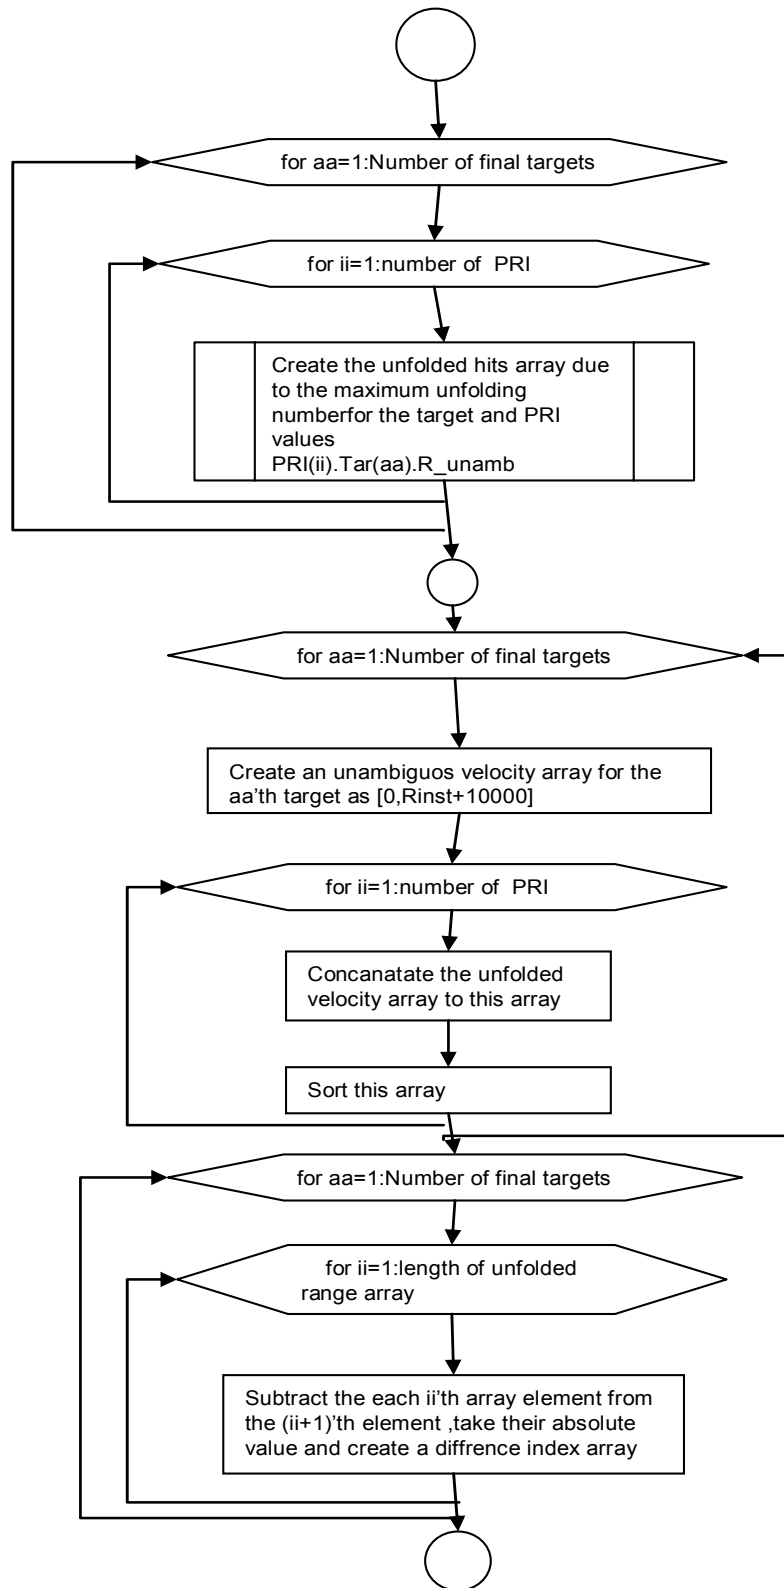 for aa=1:Number of final targets
for ii=1:number of  PRI
Create the unfolded hits array due
to the maximum unfolding
numberfor the target and PRI
values
PRI(ii).Tar(aa).R_unamb
for aa=1:Number of final targets
Create an unambiguos velocity array for the
aa'th target as [0,Rinst+10000]
for ii=1:number of  PRI
Concanatate the unfolded
velocity array to this array
Sort this array
for aa=1:Number of final targets
for ii=1:length of unfolded
range array
Subtract the each ii'th array element from
the (ii+1)'th element ,take their absolute
value and create a diffrence index array